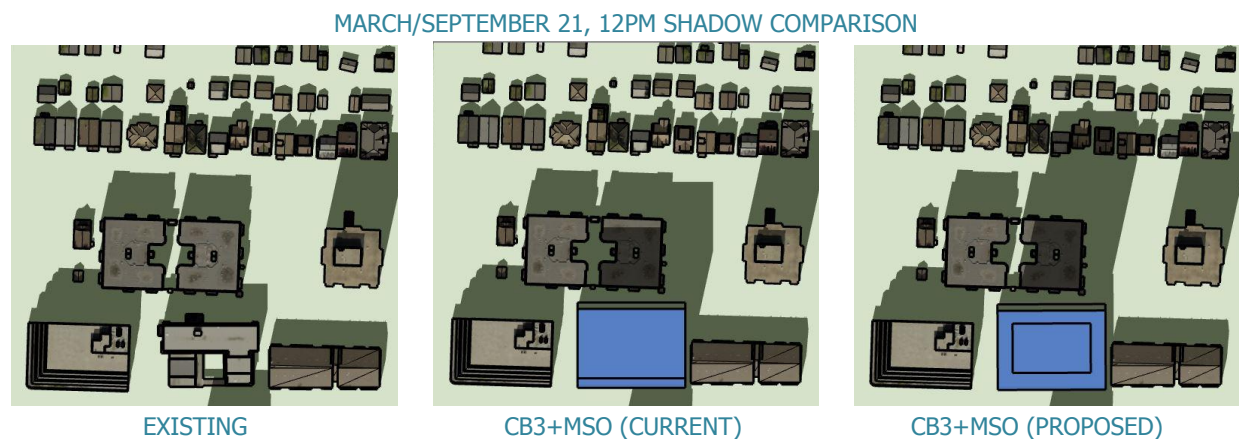 MARCH/SEPTEMBER 21, 12PM SHADOW COMPARISON
EXISTING
CB3+MSO (CURRENT)
CB3+MSO (PROPOSED)